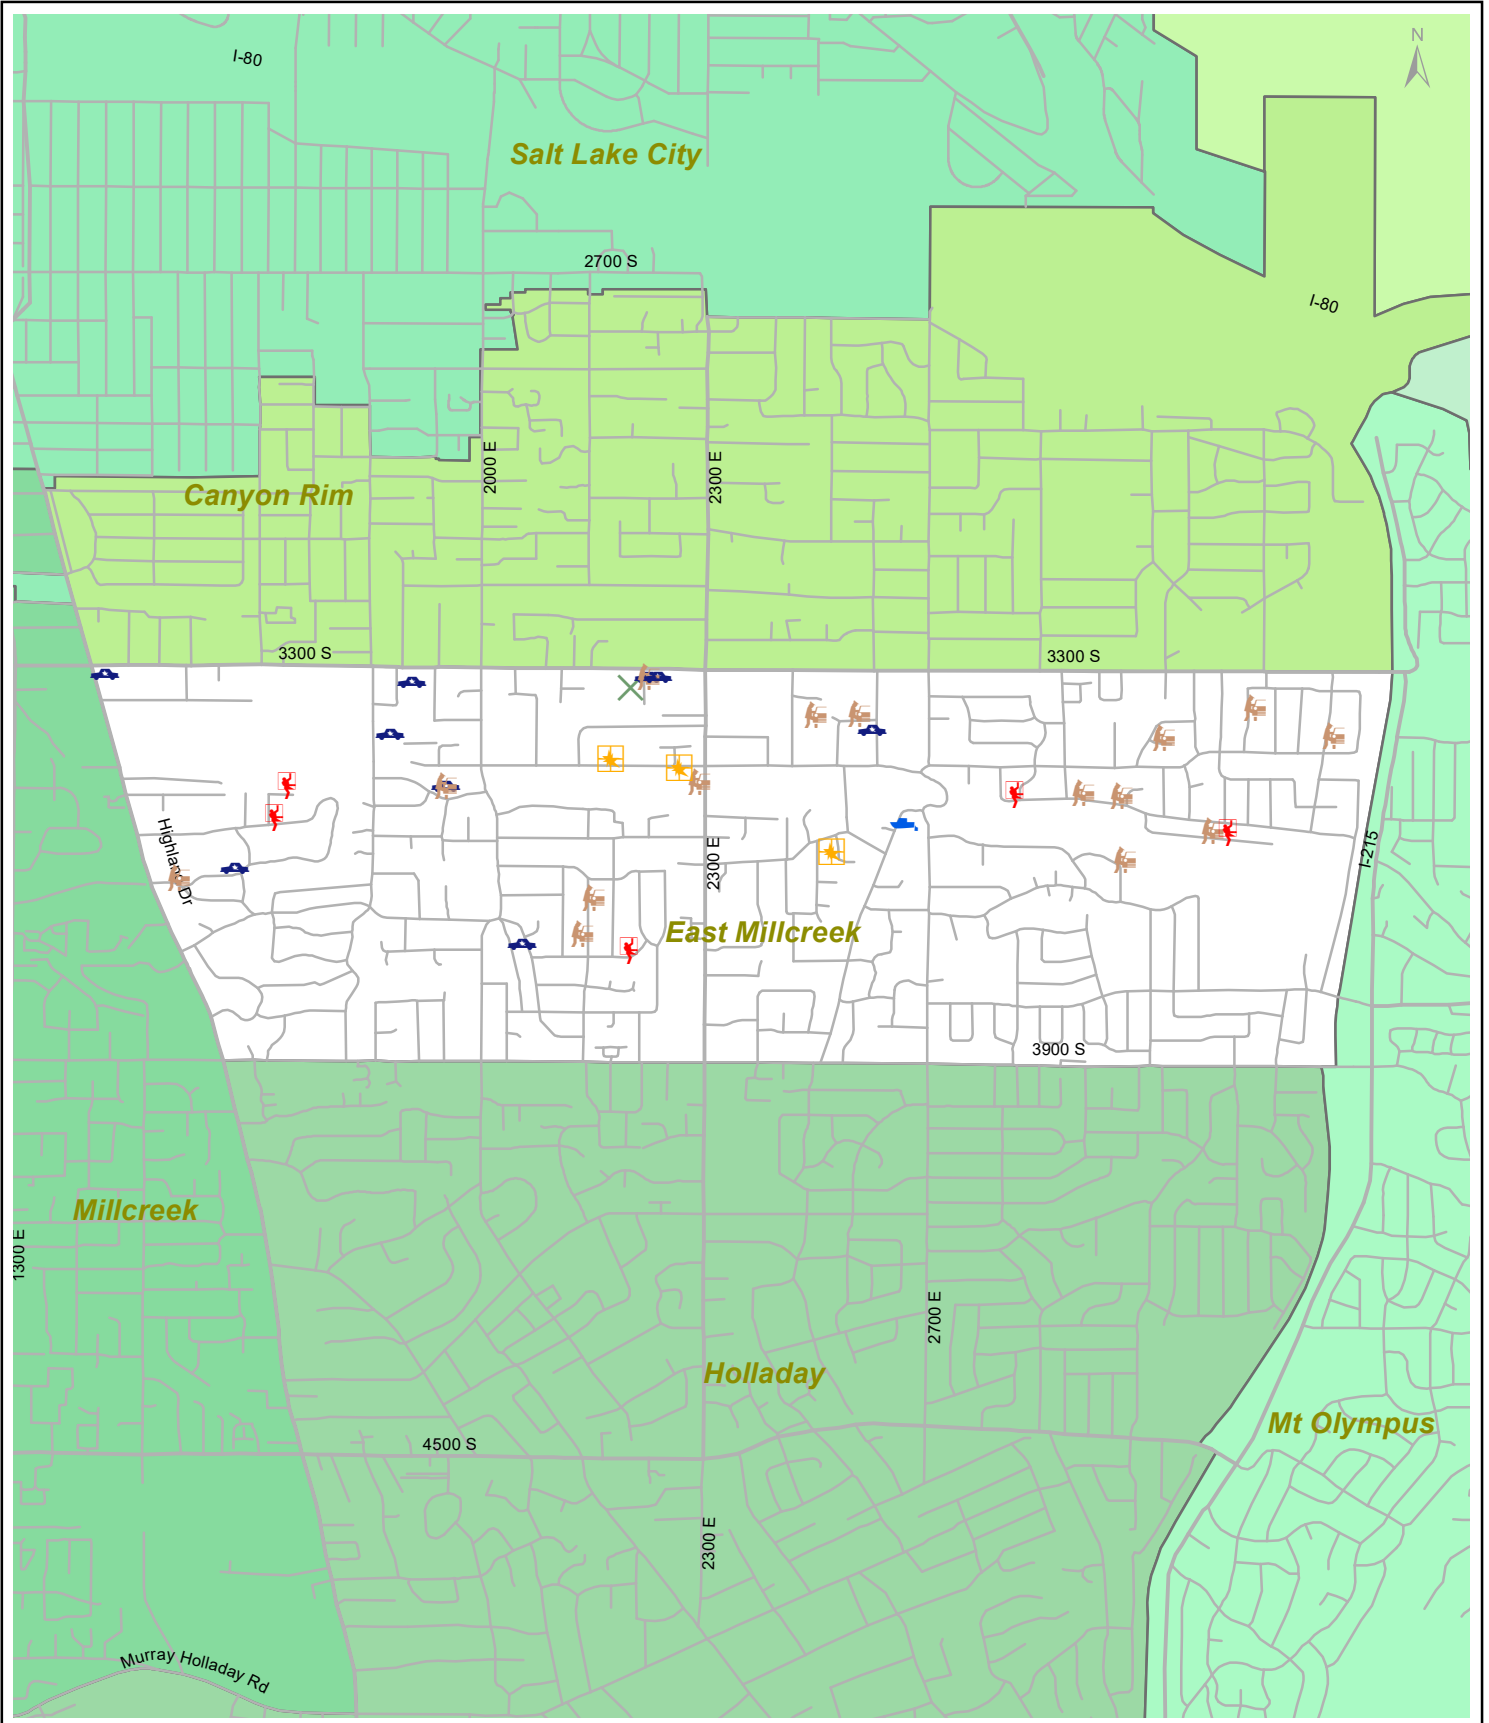 N
I-80
Salt Lake City
2700 S
I-80
2000 E
2300 E
Canyon Rim
3300 S
3300 S
Highland Dr
2300 E
I-215
East Millcreek
3900 S
Millcreek
1300 E
2700 E
Holladay
Mt Olympus
4500 S
2300 E
Murray Holladay Rd